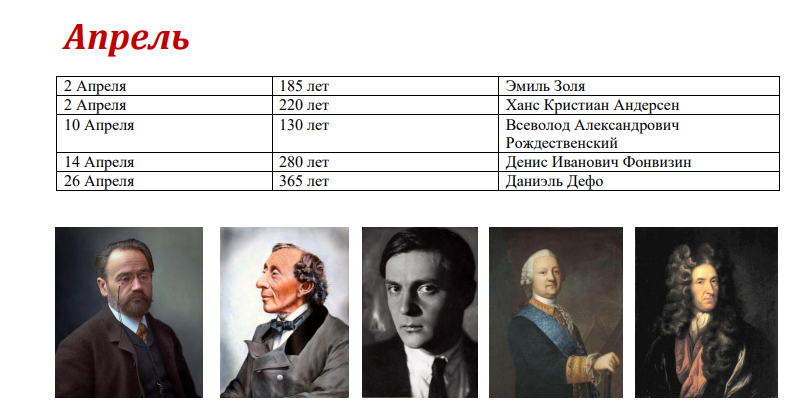 Апрель
2 Апреля 185 лет Эмиль Золя
2 Апреля 220 лет Ханс Кристиан Андерсен
10 Апреля 130 лет Всеволод Александрович
Рождественский
14 Апреля 280 лет Денис Иванович Фонвизин
26 Апреля 365 лет Даниэль Дефо